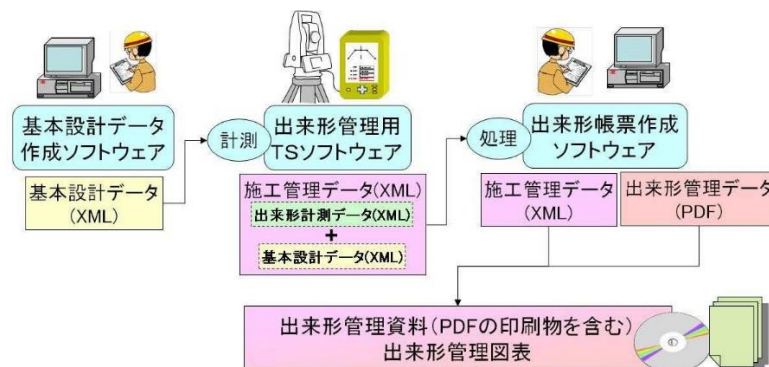 基本設計データ
作成ソフトウェア
基本設計データ
(XML)
計測
出来形管理用
TSソフトウェア
施工管理データ(XML)
出来形計測データ(XML)
+
基本設計データ(XML)
処理
出来形帳票作成
ソフトウェア
施工管理データ
(XML)
出来形管理データ
(PDF)
出来形管理資料(PDFの印刷物を含む)
出来形管理図表